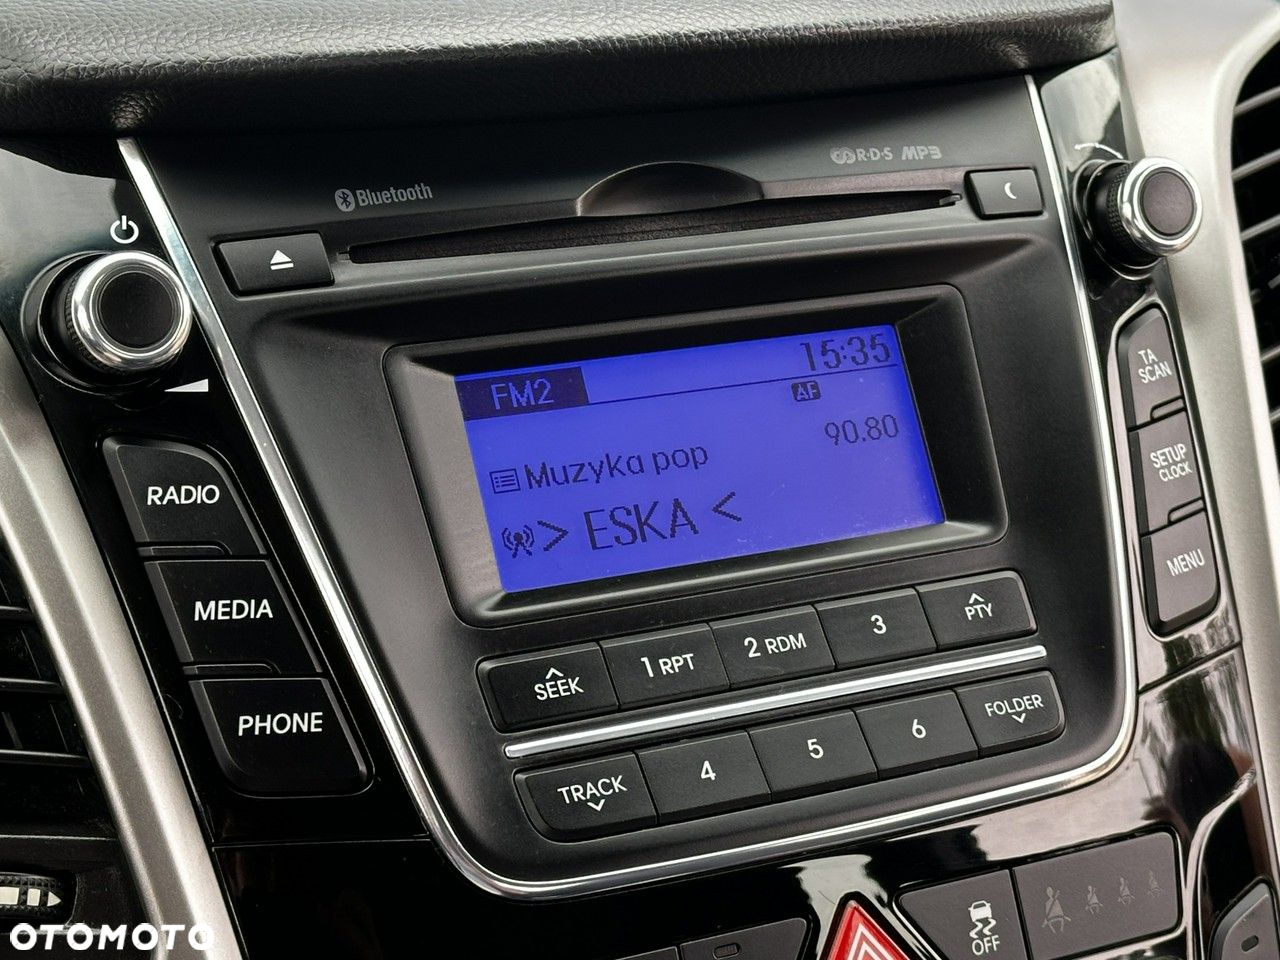 Bluetooth
R·D·S MP3
15:35
FM2
AF
90.80
Muzyka pop
> ESKA <
RADIO
MEDIA
PHONE
TA
SCAN
SETUP
CLOCK
MENU
SEEK
1 RPT
2 RDM
3
PTY
TRACK
4
5
6
FOLDER
OFF
OTOMOTO